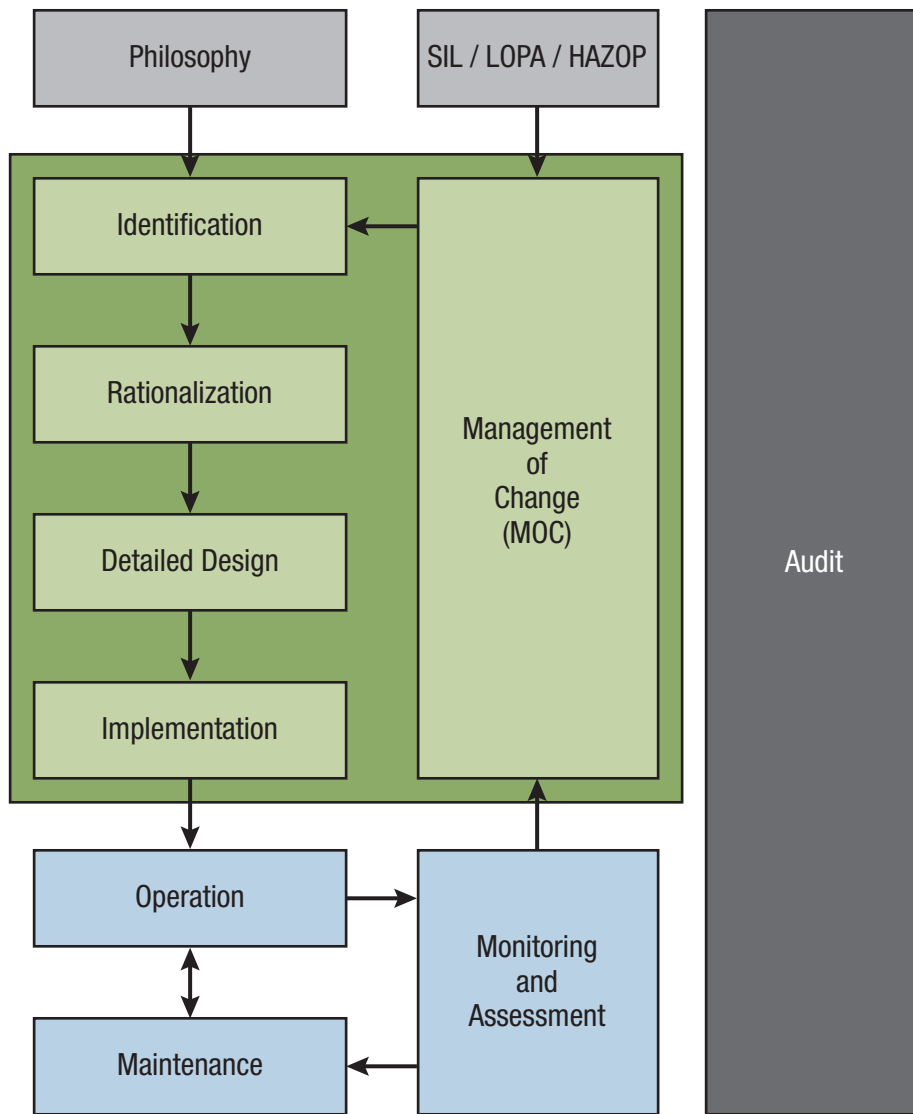 Philosophy
SIL / LOPA / HAZOP
Identification
Rationalization
Detailed Design
Implementation
Management
of
Change
(MOC)
Audit
Operation
Maintenance
Monitoring
and
Assessment